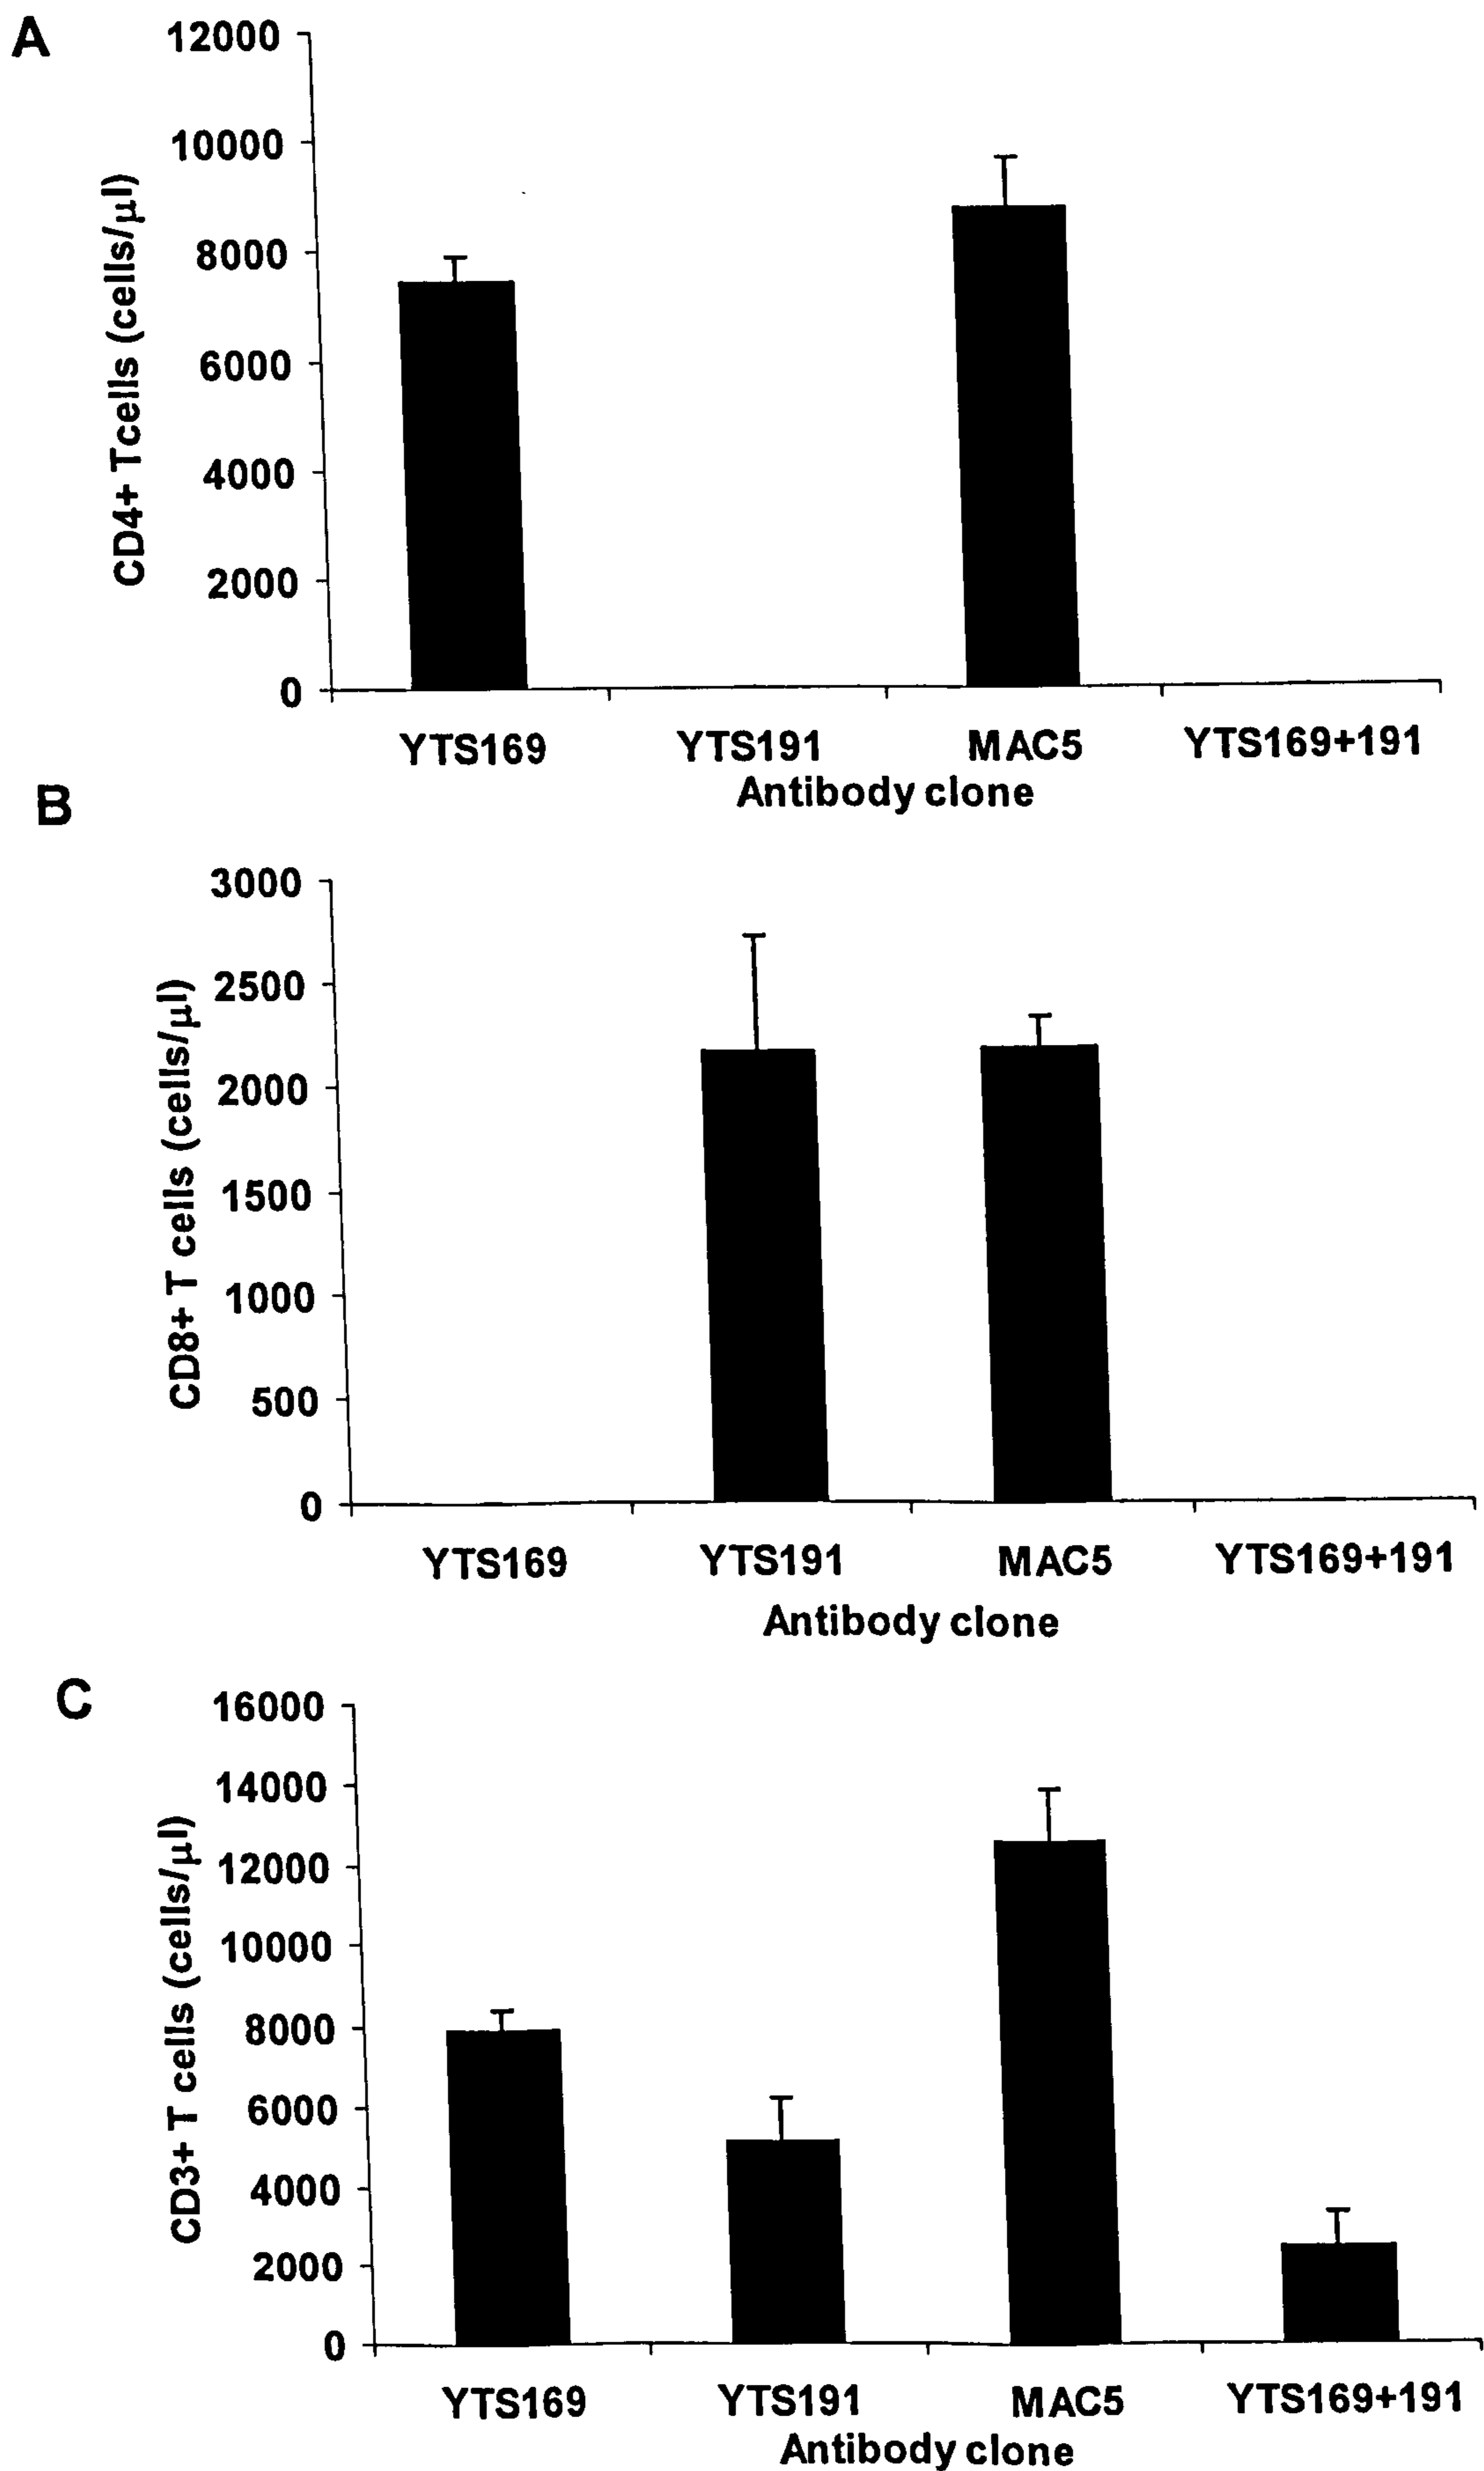 A
12000
10000
8000
6000
4000
2000
0
CD4+ Tcells (cells/µl)
YTS169 YTS191 MAC5 YTS169+191
Antibody clone
B
3000
2500
2000
1500
1000
500
0
CD8+ T cells (cells/µl)
YTS169 YTS191 MAC5 YTS169+191
Antibody clone
C
16000
14000
12000
10000
8000
6000
4000
2000
0
CD3+ T cells (cells/µl)
YTS169 YTS191 MAC5 YTS169+191
Antibody clone